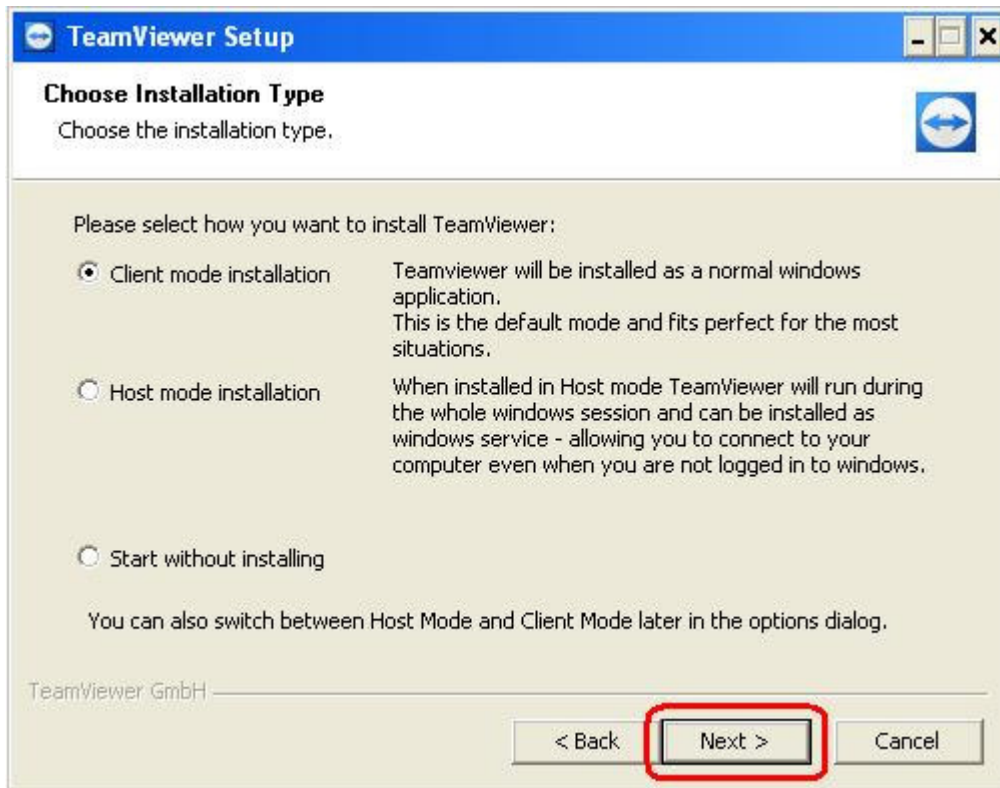 TeamViewer Setup
Choose Installation Type
Choose the installation type.
Please select how you want to install TeamViewer:
Client mode installation
Teamviewer will be installed as a normal windows
application.
This is the default mode and fits perfect for the most
situations.
Host mode installation
When installed in Host mode TeamViewer will run during
the whole windows session and can be installed as
windows service - allowing you to connect to your
computer even when you are not logged in to windows.
Start without installing
You can also switch between Host Mode and Client Mode later in the options dialog.
TeamViewer GmbH
< Back
Next >
Cancel